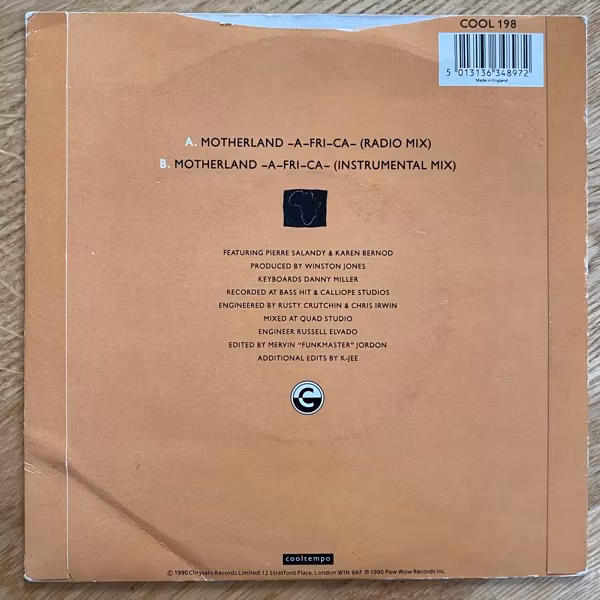 COOL 198
5 013136 348972
Made in England
A. MOTHERLAND –A–FRI–CA– (RADIO MIX)
B. MOTHERLAND –A–FRI–CA– (INSTRUMENTAL MIX)
FEATURING PIERRE SALANDY & KAREN BERNOD
PRODUCED BY WINSTON JONES
KEYBOARDS DANNY MILLER
RECORDED AT BASS HIT & CALLIOPE STUDIOS
ENGINEERED BY RUSTY CRUTCHIN & CHRIS IRWIN
MIXED AT QUAD STUDIO
ENGINEER RUSSELL ELVADO
EDITED BY MERVIN "FUNKMASTER" JORDON
ADDITIONAL EDITS BY K-JEE
cooltempo
© 1990 Chrysalis Records Limited. 12 Stratford Place, London W1N 9AF ℗ 1990 Pow Wow Records Inc.